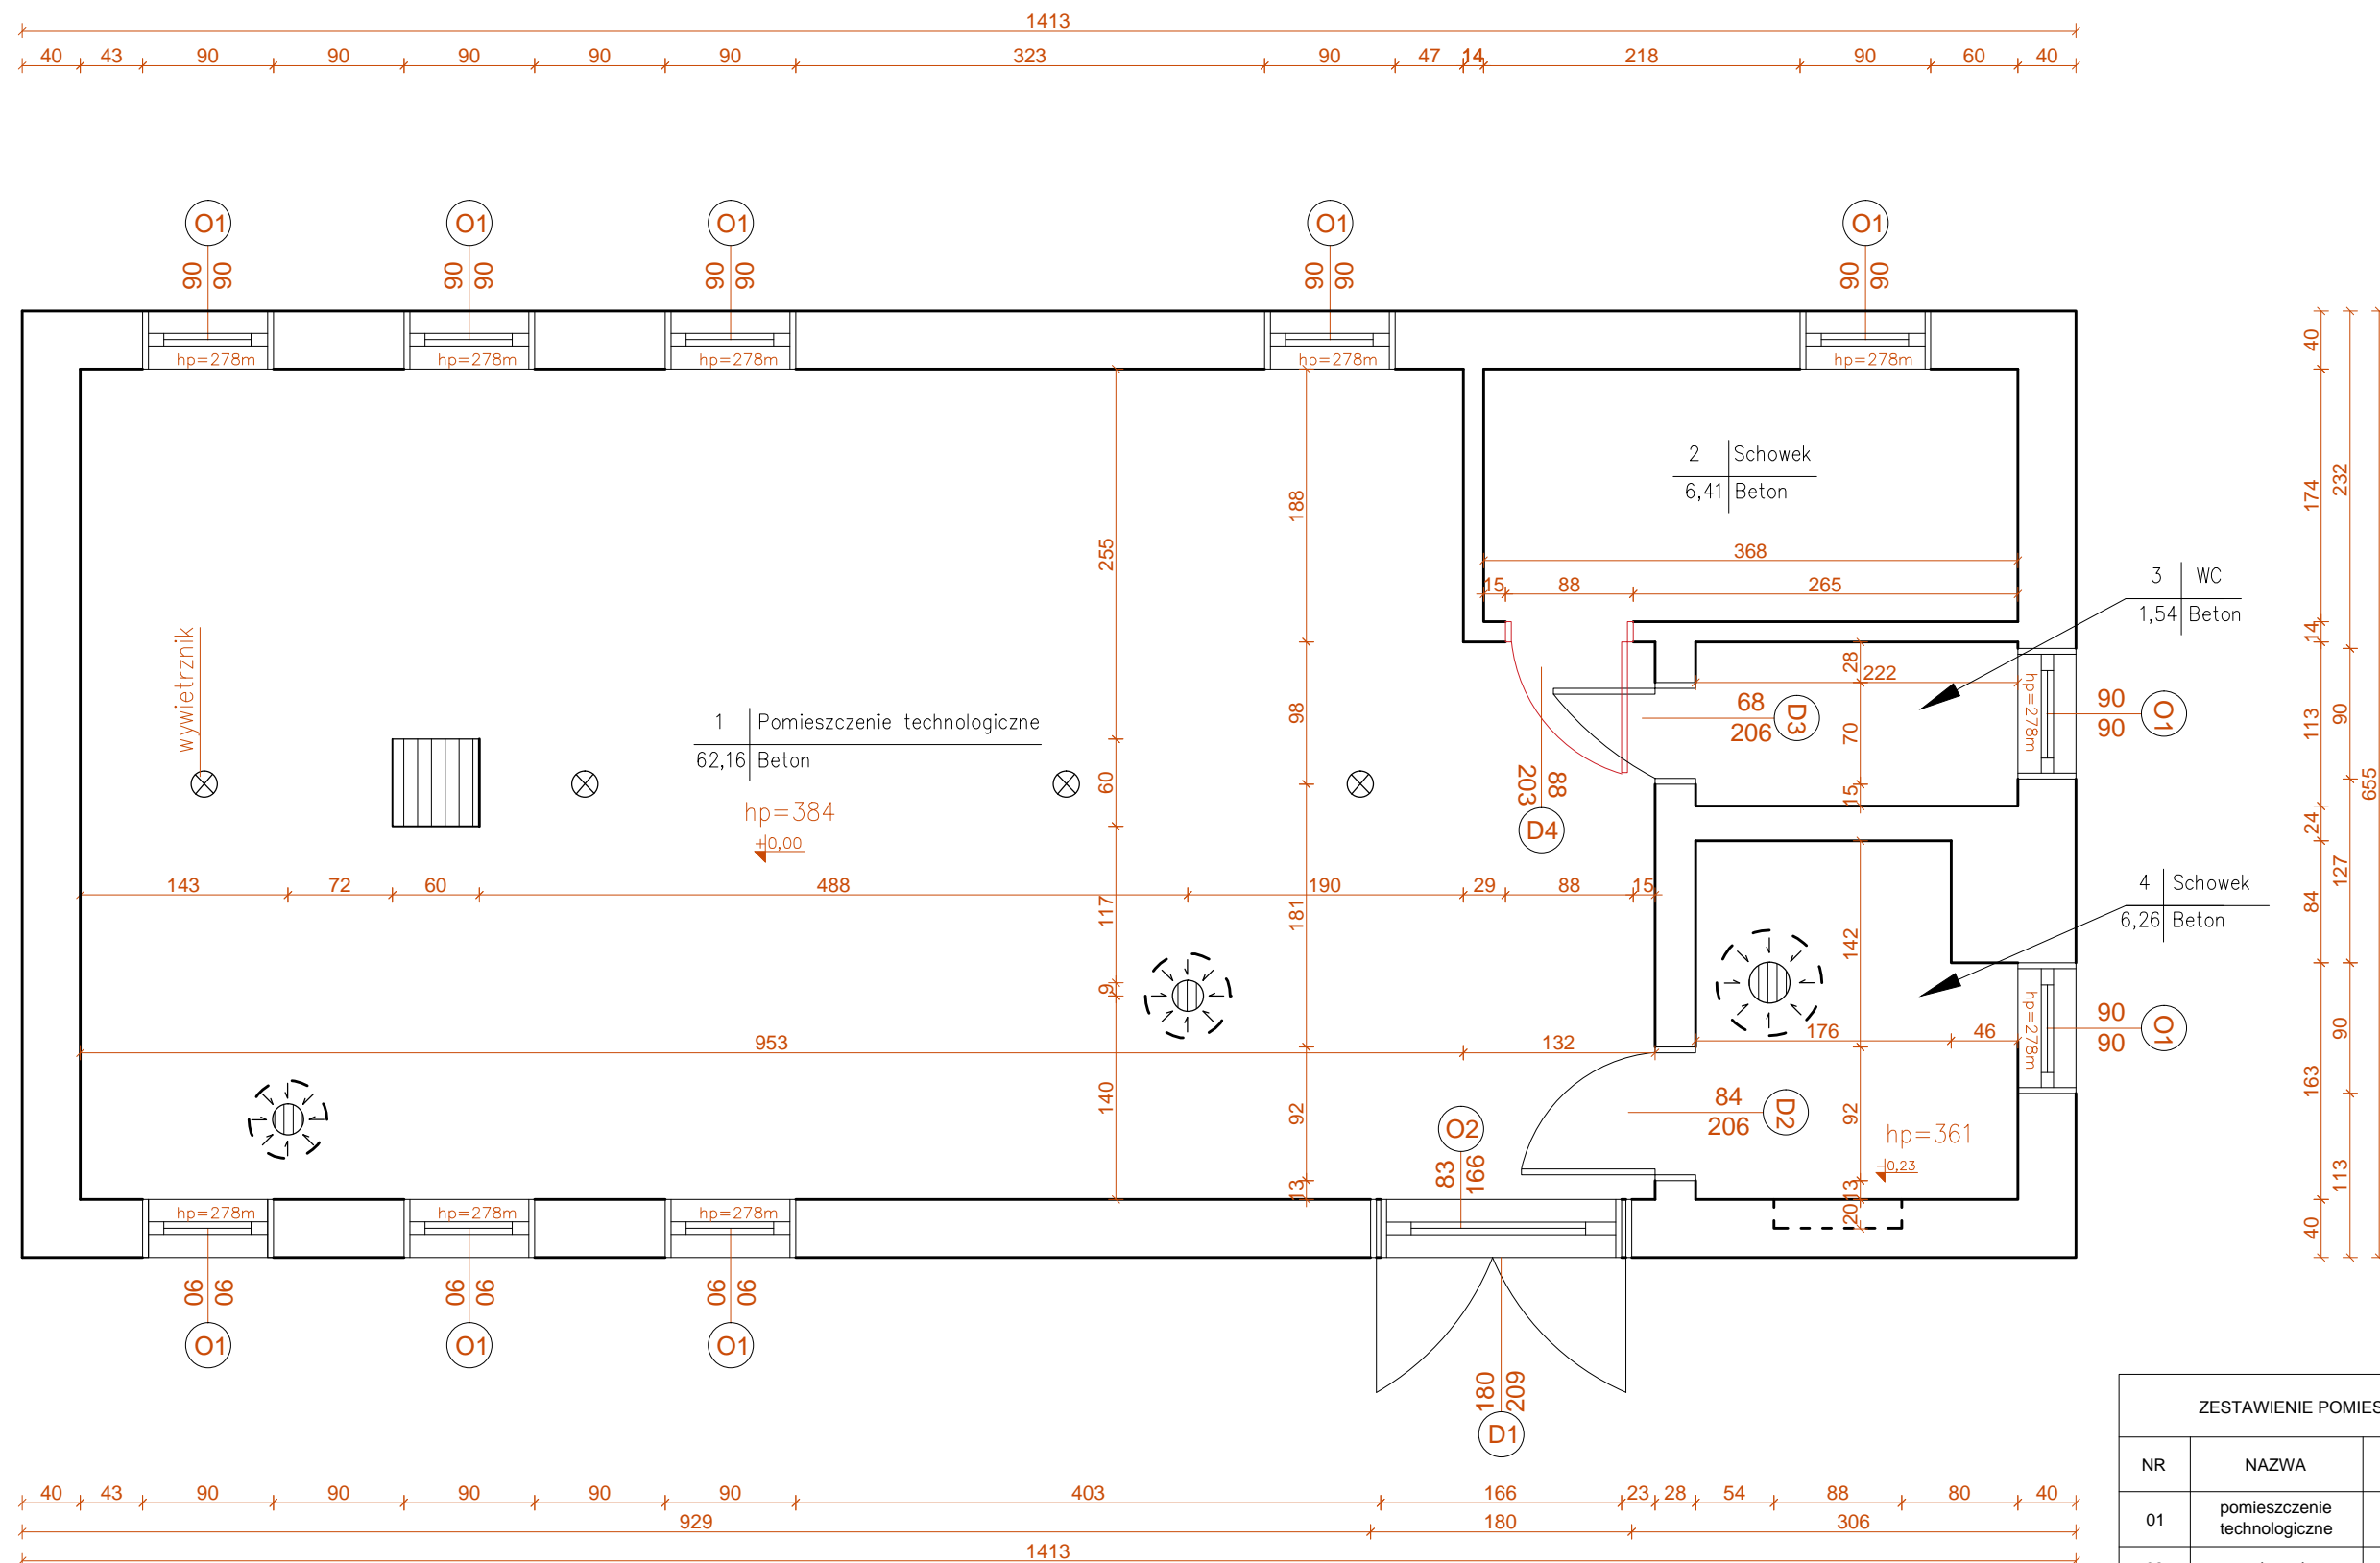 1413
40 43 90 90 90 90 90 323 90 47 14 218 90 60 40
O1 O1 O1 O1 O1
90 90 90 90 90 90 90 90 90 90
hp=278m hp=278m hp=278m hp=278m hp=278m
40
2 Schowek
6,41 Beton
174
232
188
255
368
15 88 265
3 WC
1,54 Beton
14
wywietrznik
28
222
1 Pomieszczenie technologiczne
62,16 Beton
98
68
206
D3
70
hp=278m
90
90
O1
113
90
655
60
hp=384
±0,00
203
88
D4
15
24
143 72 60 488 190 29 88 15
117
181
142
4 Schowek
6,26 Beton
84
127
9
953 132
176 46
hp=278m
90
90
O1
90
163
140
92
O2
83
166
84
206
D2
92
hp=361
-0,23
113
13
13
20
40
hp=278m hp=278m hp=278m
90 90 90 90 90 90
O1 O1 O1
180
209
D1
ZESTAWIENIE POMIES
NR NAZWA
01 pomieszczenie
technologiczne
40 43 90 90 90 90 90 403 166 23 28 54 88 80 40
929 180 306
1413